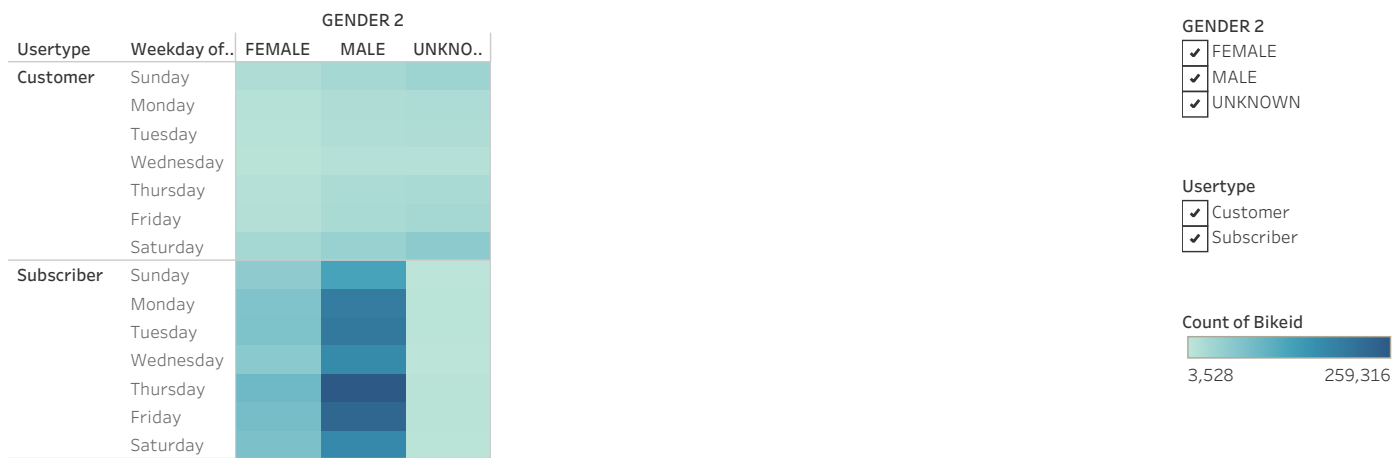 GENDER 2
Usertype Weekday of.. FEMALE MALE UNKNO..
Customer Sunday
Monday
Tuesday
Wednesday
Thursday
Friday
Saturday
Subscriber Sunday
Monday
Tuesday
Wednesday
Thursday
Friday
Saturday
GENDER 2
FEMALE
MALE
UNKNOWN
Usertype
Customer
Subscriber
Count of Bikeid
3,528 259,316